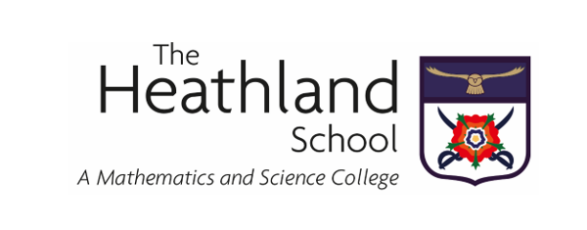 The
Heathland
School
A Mathematics and Science College